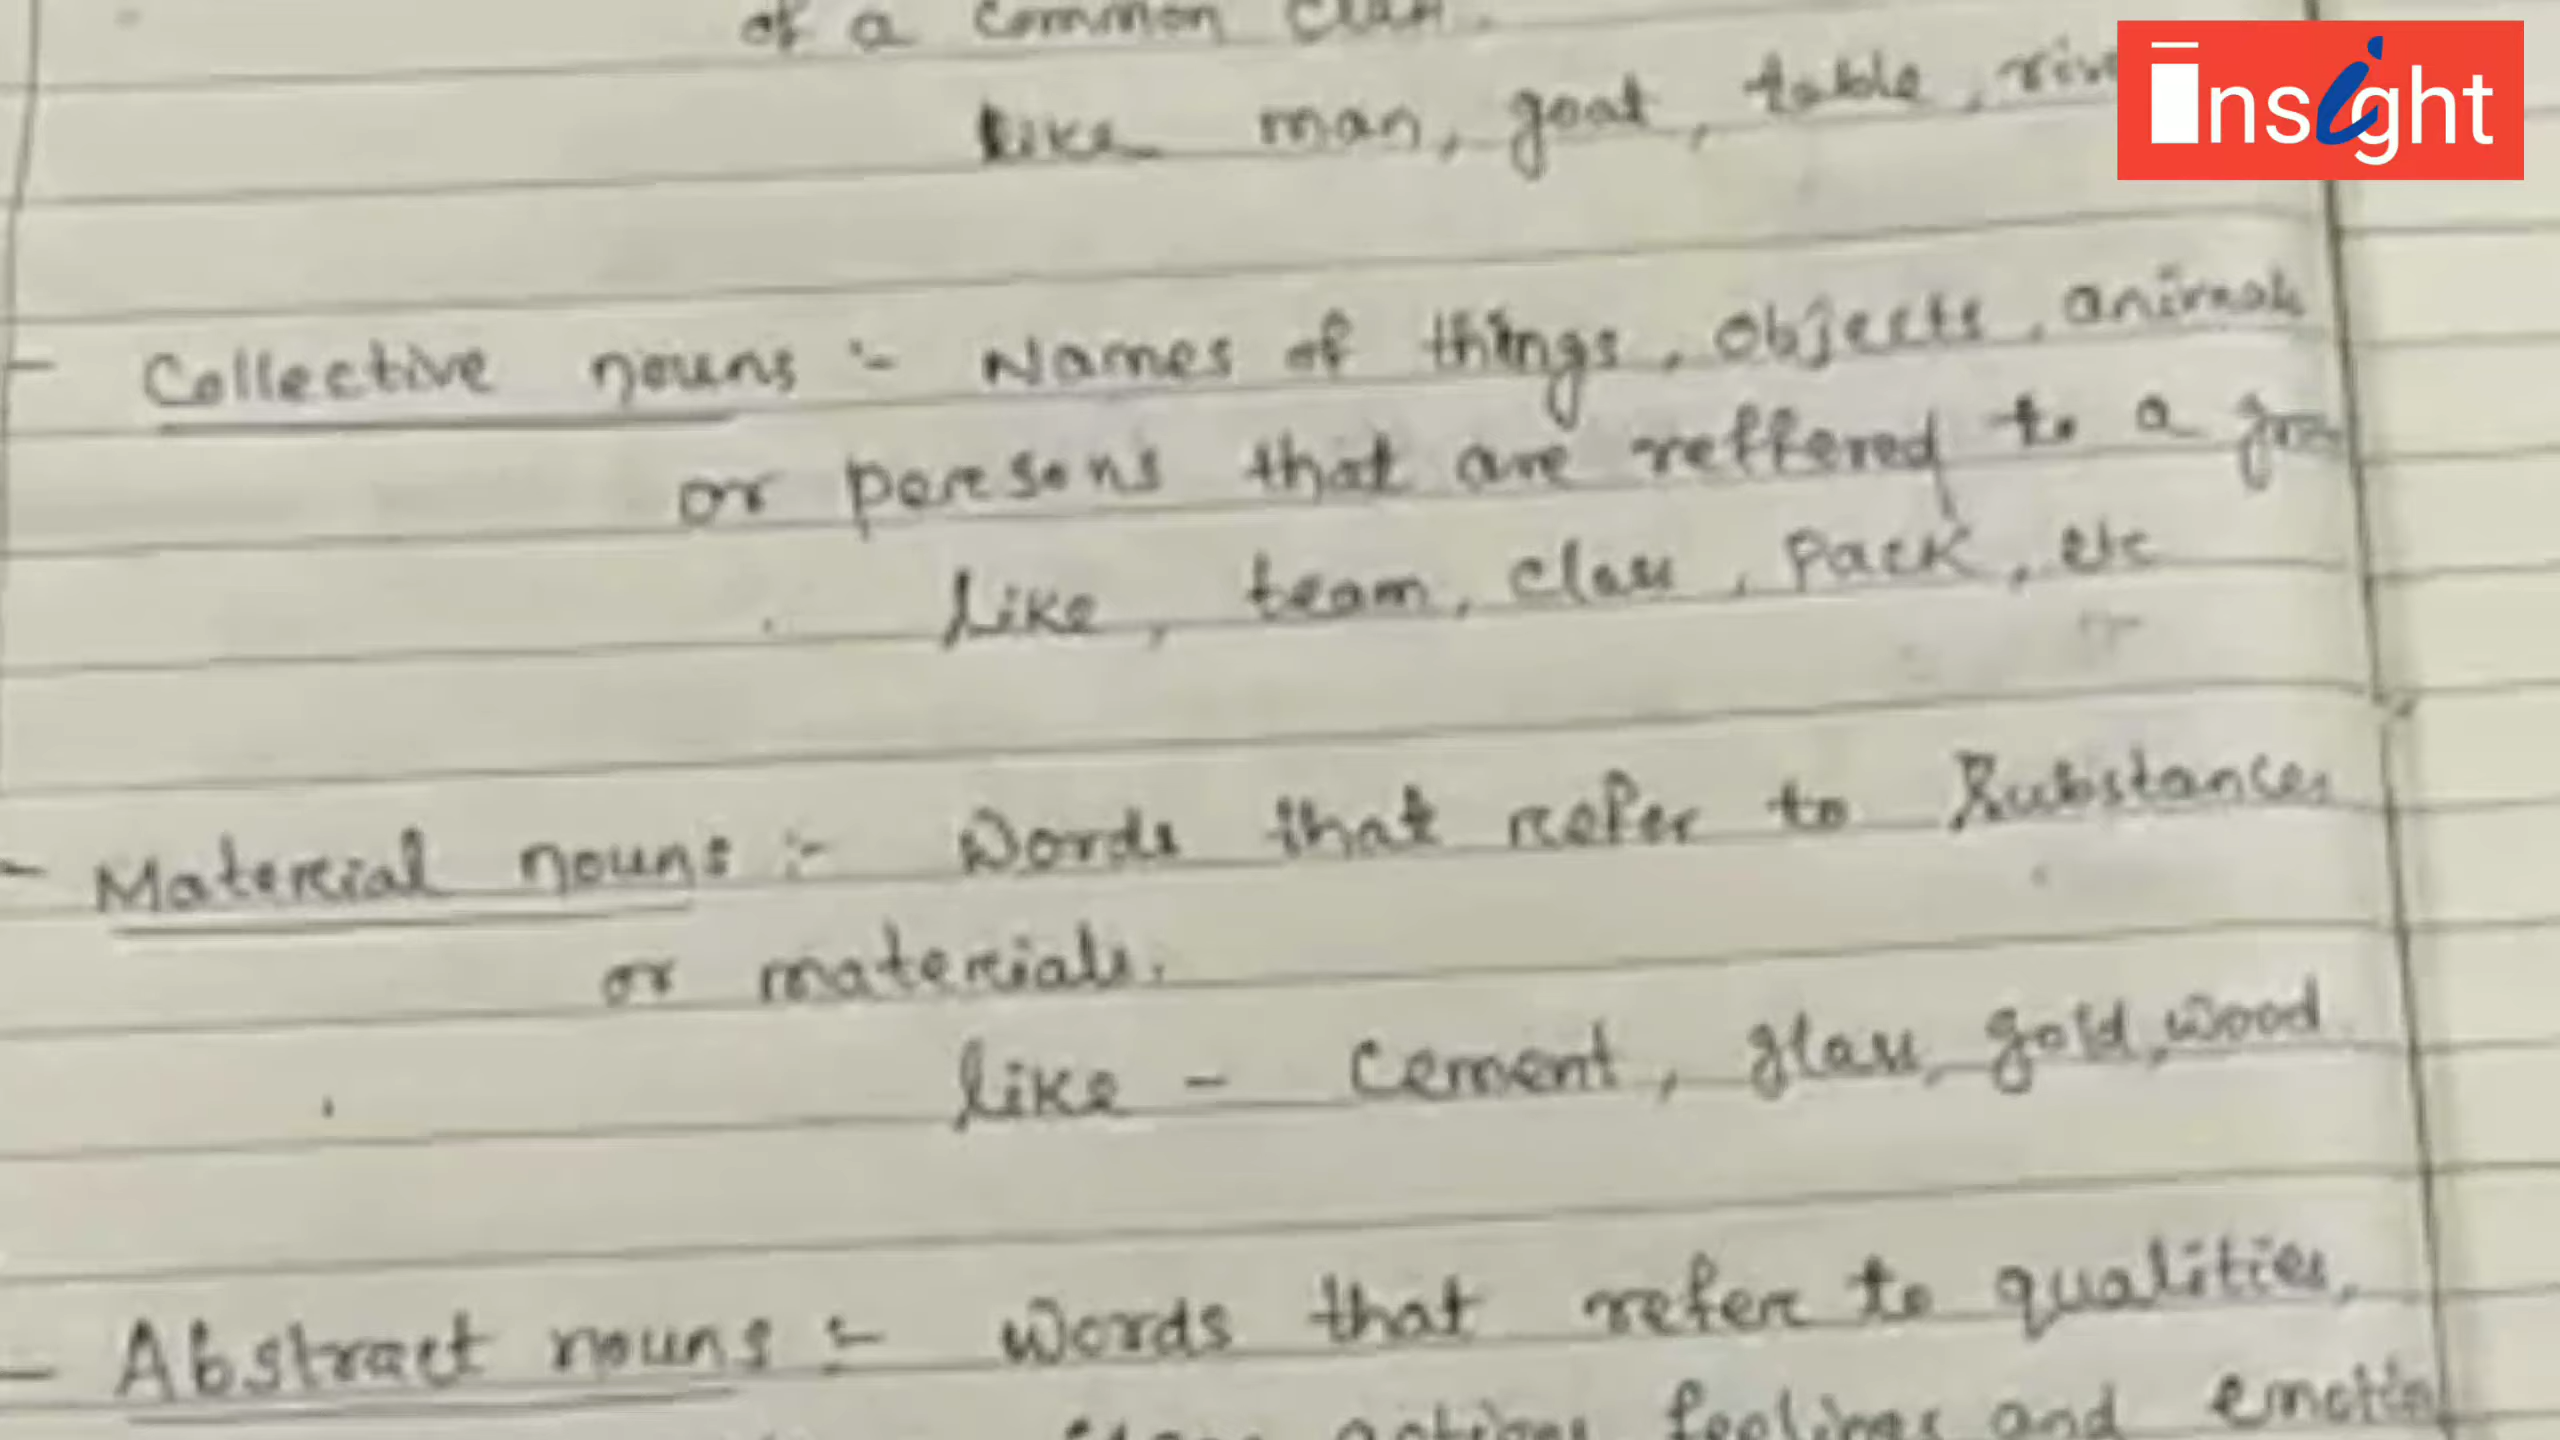 of a Common Class.
Like man, goat, table,
Insight
- Collective nouns :- Names of things, objects, animals
or persons that are reffered to a
Like, team, class, pack, etc
- Material nouns :- Words that refer to Substances
or materials.
like - Cement, glass, gold, wood
- Abstract nouns :- Words that refer to qualities,
actions feelings and